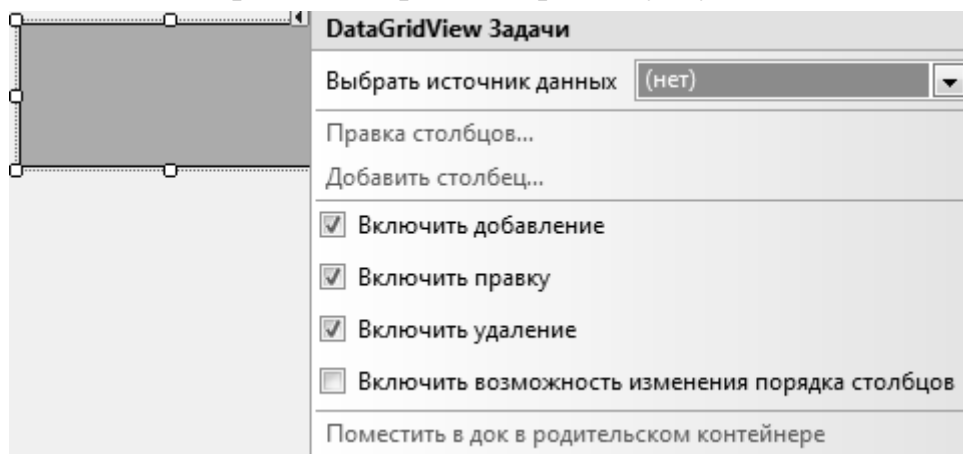 DataGridView Задачи
Выбрать источник данных (нет)
Правка столбцов...
Добавить столбец...
Включить добавление
Включить правку
Включить удаление
Включить возможность изменения порядка столбцов
Поместить в док в родительском контейнере